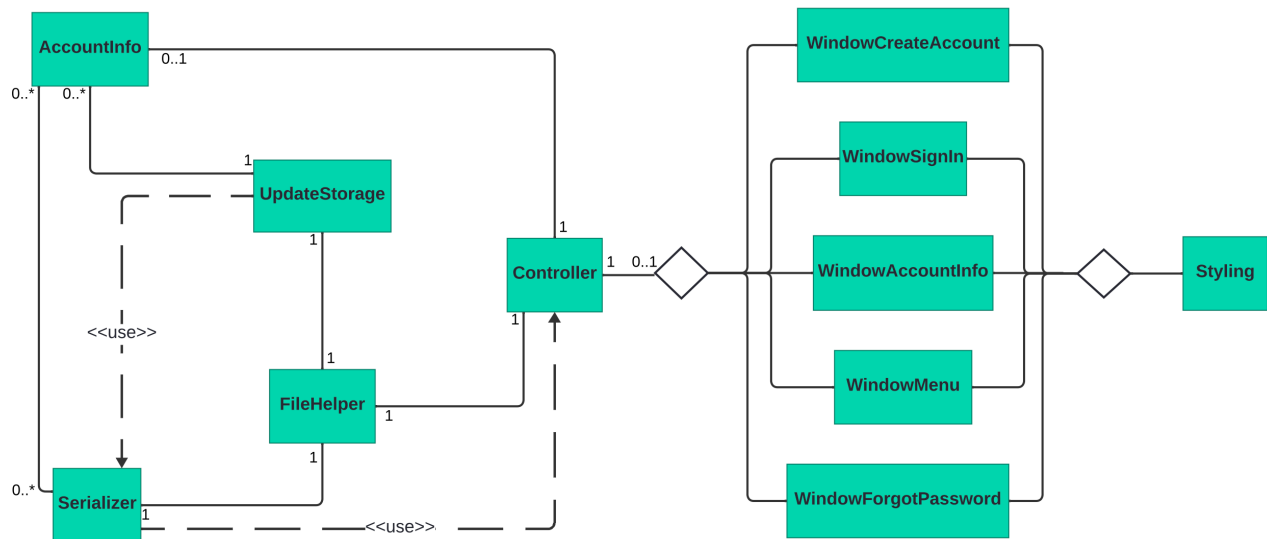 AccountInfo
0..1
0..*
0..*
WindowCreateAccount
WindowSignIn
1
UpdateStorage
1
1
Controller
1
0..1
WindowAccountInfo
Styling
1
<<use>>
1
WindowMenu
FileHelper
1
1
0..*
Serializer
1
<<use>>
WindowForgotPassword